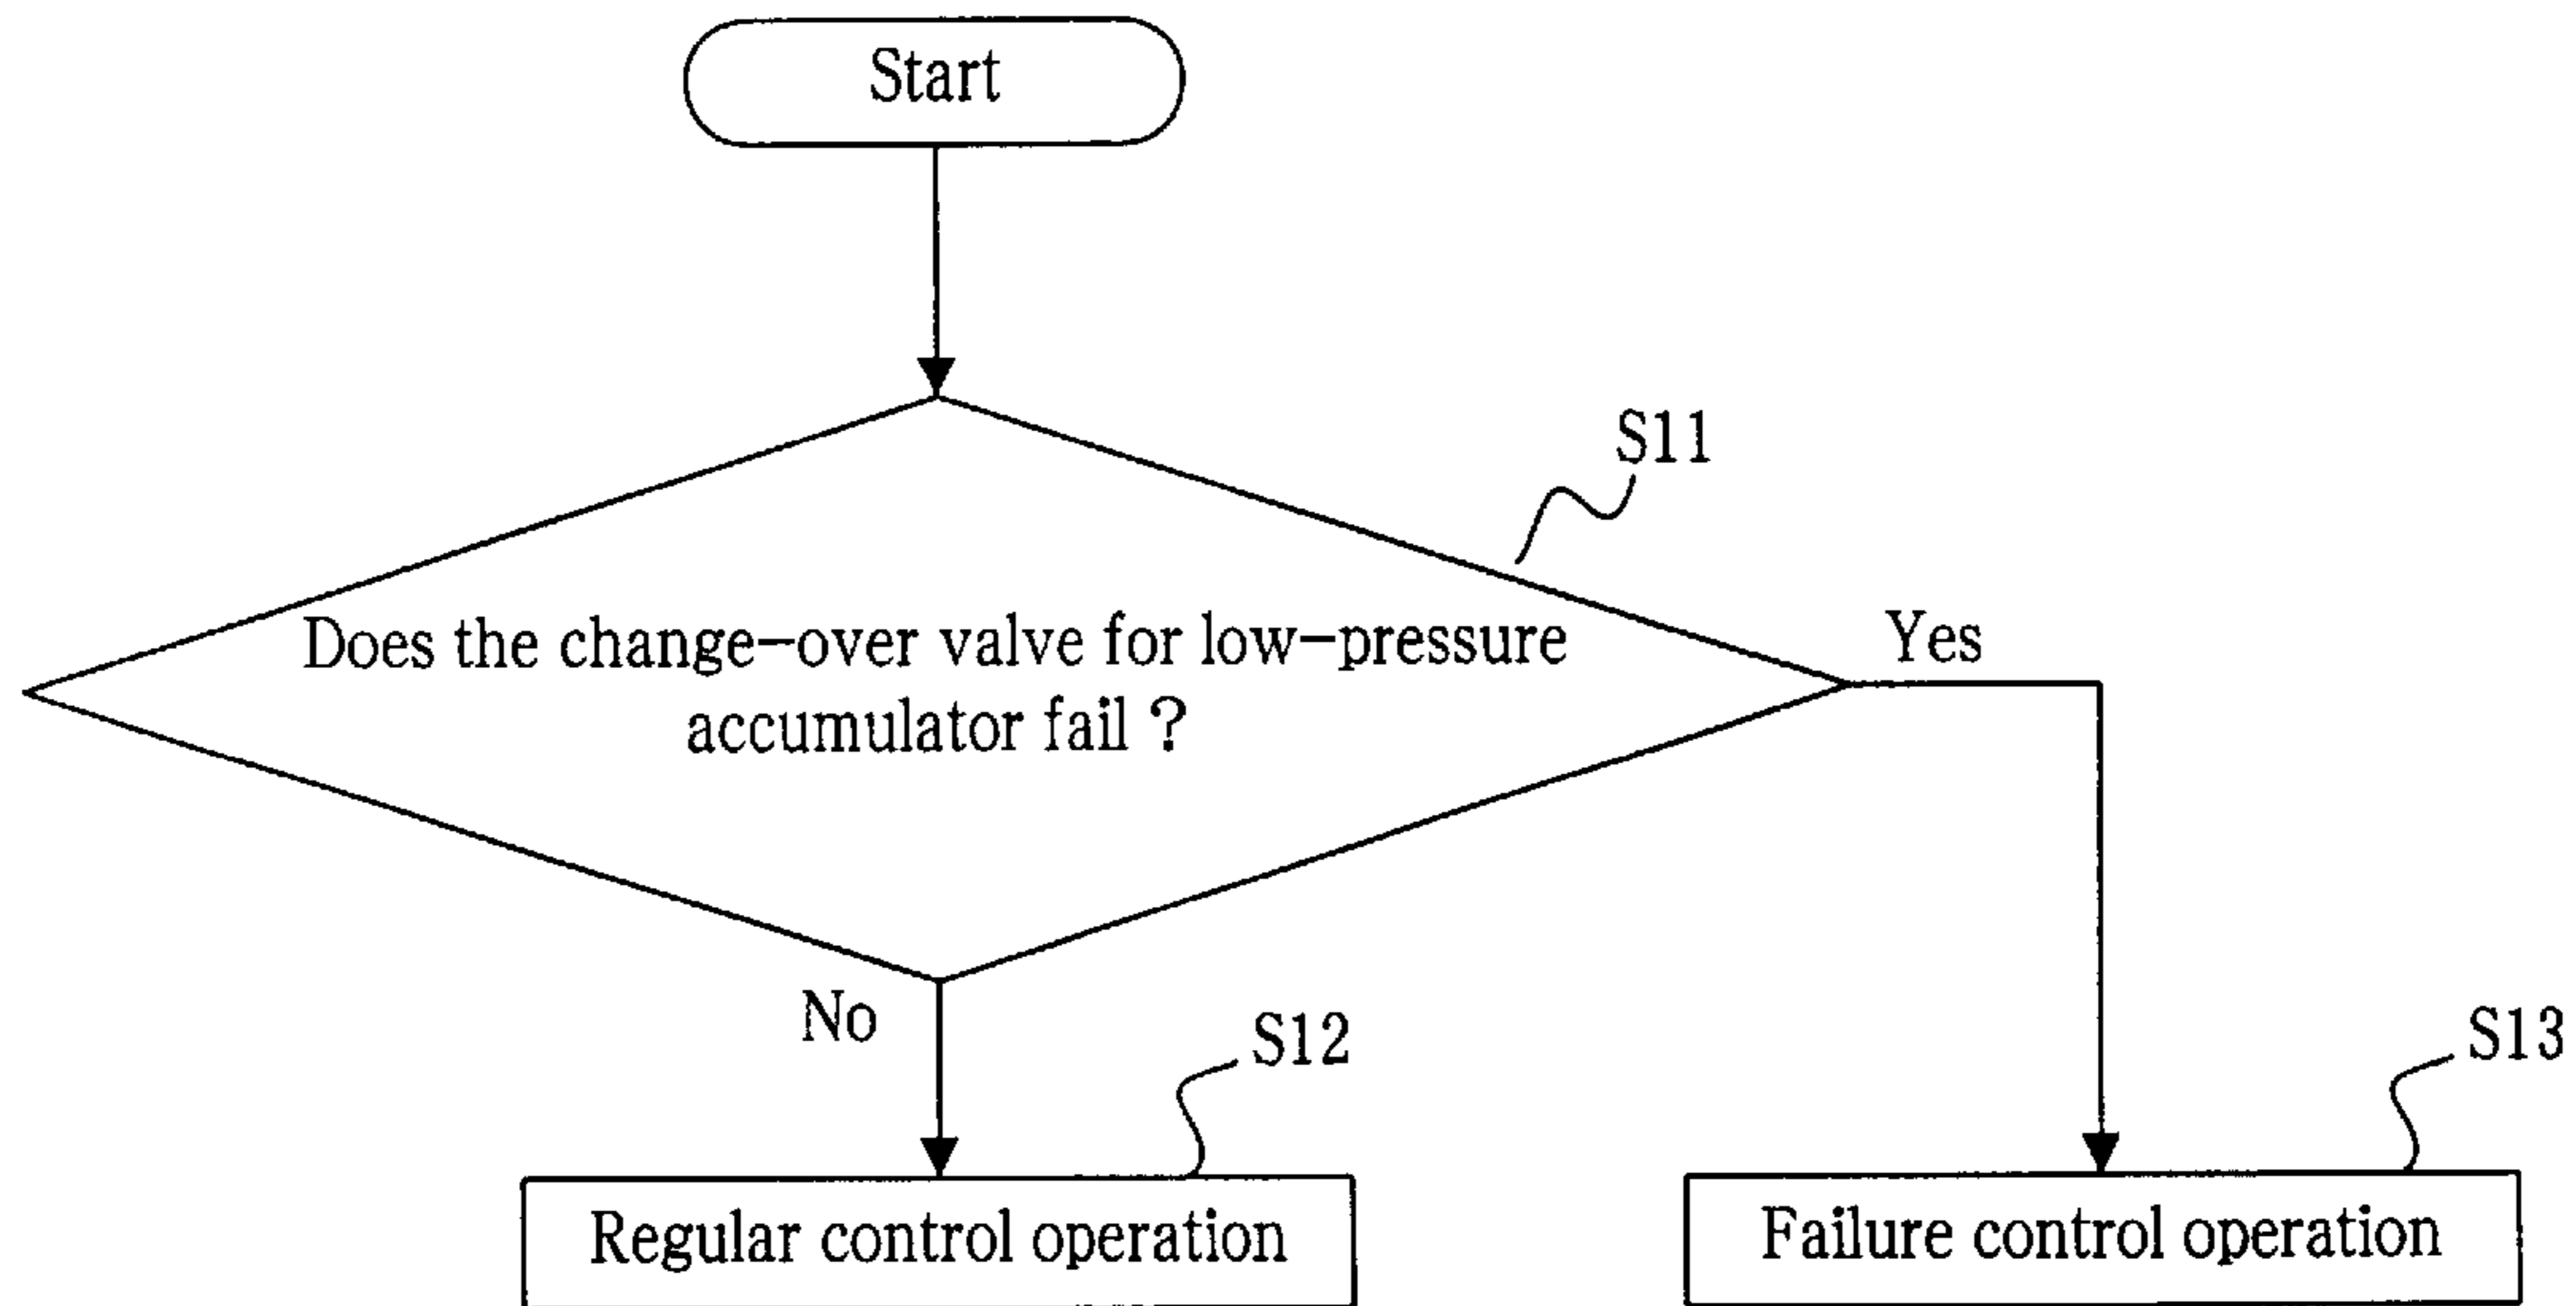 Start
S11
Does the change-over valve for low-pressure
accumulator fail ?
Yes
No
S12
S13
Regular control operation
Failure control operation